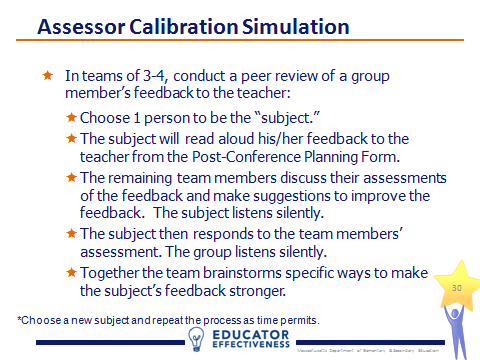 Assessor Calibration Simulation
In teams of 3-4, conduct a peer review of a group
member's feedback to the teacher:
Choose 1 person to be the “subject.”
The subject will read aloud his/her feedback to the
teacher from the Post-Conference Planning Form.
The remaining team members discuss their assessments
of the feedback and make suggestions to improve the
feedback.  The subject listens silently.
The subject then responds to the team members'
assessment. The group listens silently.
Together the team brainstorms specific ways to make
the subject's feedback stronger.
30
*Choose a new subject and repeat the process as time permits.
EDUCATOR
EFFECTIVENESS
Massachusetts Department of Elementary & Secondary Education